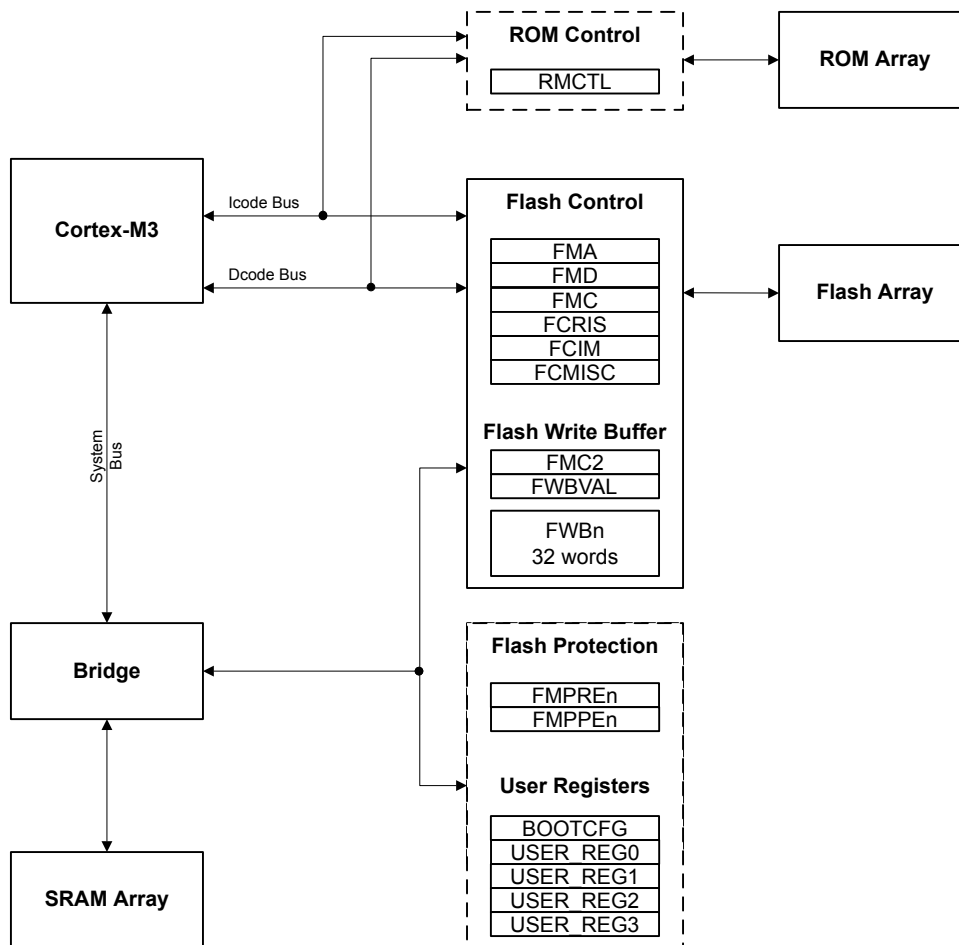 ROM Control
RMCTL
ROM Array
Cortex-M3
Icode Bus
Dcode Bus
Flash Control
FMA
FMD
FMC
FCRIS
FCIM
FCMISC
Flash Array
System
Bus
Flash Write Buffer
FMC2
FWBVAL
FWBn
32 words
Bridge
Flash Protection
FMPREn
FMPPEn
User Registers
BOOTCFG
USER_REG0
USER_REG1
USER_REG2
USER_REG3
SRAM Array